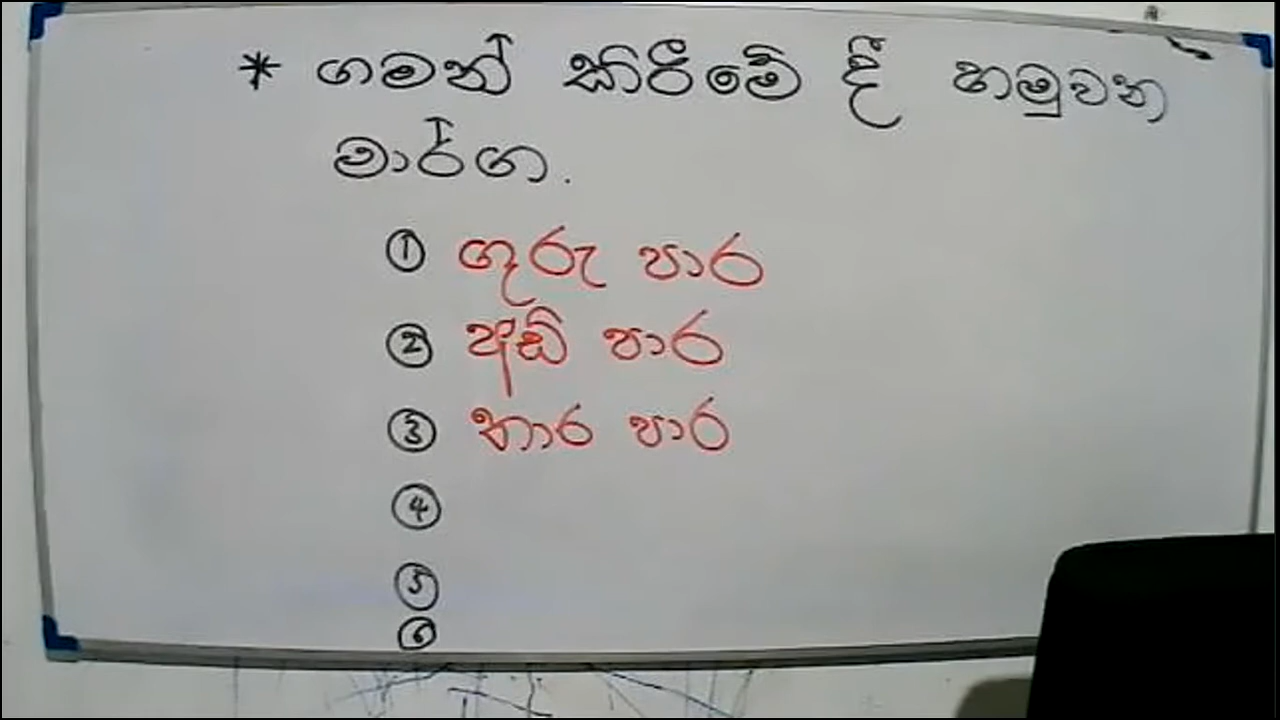 * ගමන් කිරීමේ දී හමුවන
මාර්ග.
① ගුරු පාර
② අඩි පාර
③ තාර පාර
④
⑤
⑥